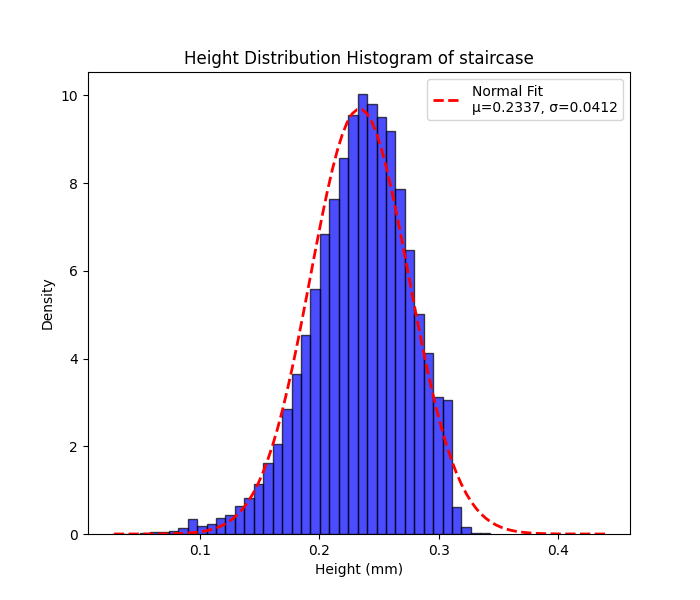 Height Distribution Histogram of staircase
Normal Fit
μ=0.2337, σ=0.0412
10
8
6
4
2
0
Density
0.1 0.2 0.3 0.4
Height (mm)